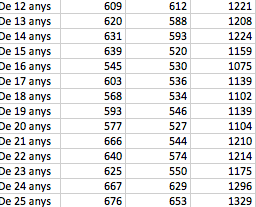 De 12 anys 609 612 1221
De 13 anys 620 588 1208
De 14 anys 631 593 1224
De 15 anys 639 520 1159
De 16 anys 545 530 1075
De 17 anys 603 536 1139
De 18 anys 568 534 1102
De 19 anys 593 546 1139
De 20 anys 577 527 1104
De 21 anys 666 544 1210
De 22 anys 640 574 1214
De 23 anys 625 550 1175
De 24 anys 667 629 1296
De 25 anys 676 653 1329